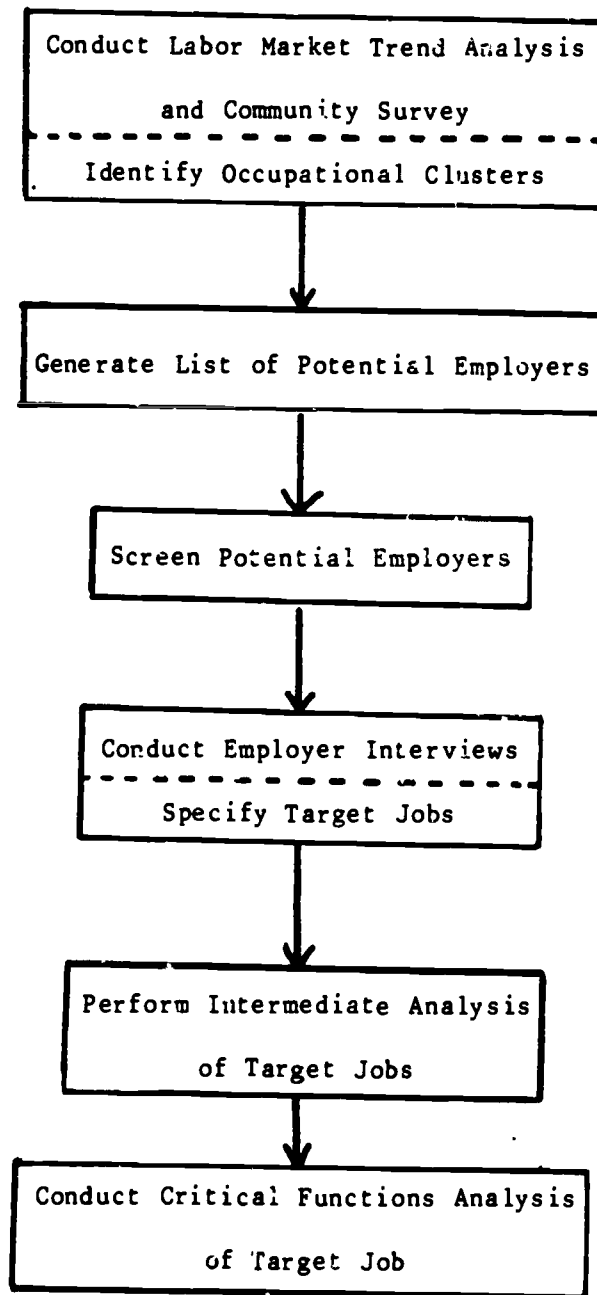 Conduct Labor Market Trend Analysis
and Community Survey
Identify Occupational Clusters
Generate List of Potential Employers
Screen Potential Employers
Conduct Employer Interviews
Specify Target Jobs
Perform Intermediate Analysis
of Target Jobs
Conduct Critical Functions Analysis
of Target Job